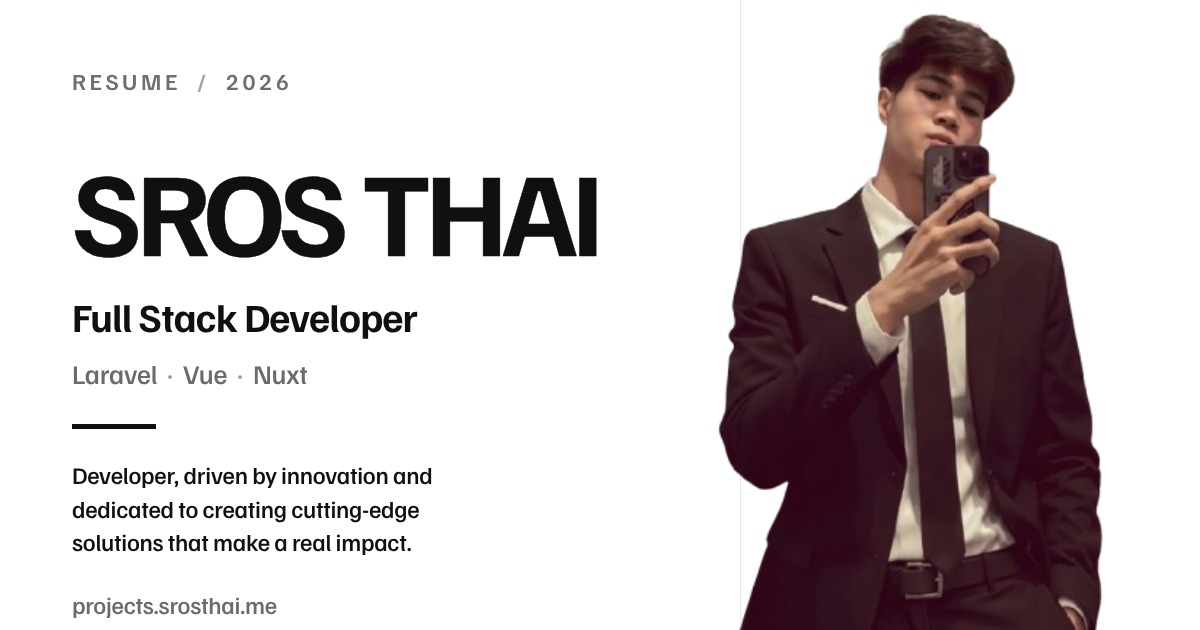 RESUME / 2026
SROS THAI
Full Stack Developer
Laravel · Vue · Nuxt
Developer, driven by innovation and
dedicated to creating cutting-edge
solutions that make a real impact.
projects.srosthai.me